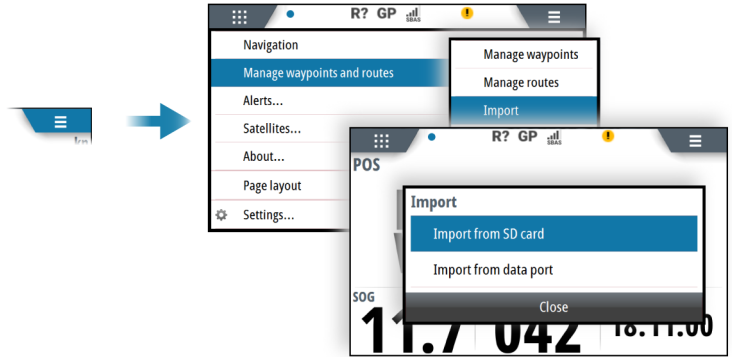 R? GP SBAS !
Navigation
Manage waypoints and routes
Alerts...
Satellites...
About...
Page layout
Settings...
Manage waypoints
Manage routes
Import
R? GP SBAS !
POS
Import
Import from SD card
Import from data port
Close
SOG
11.7 042 18:11:00